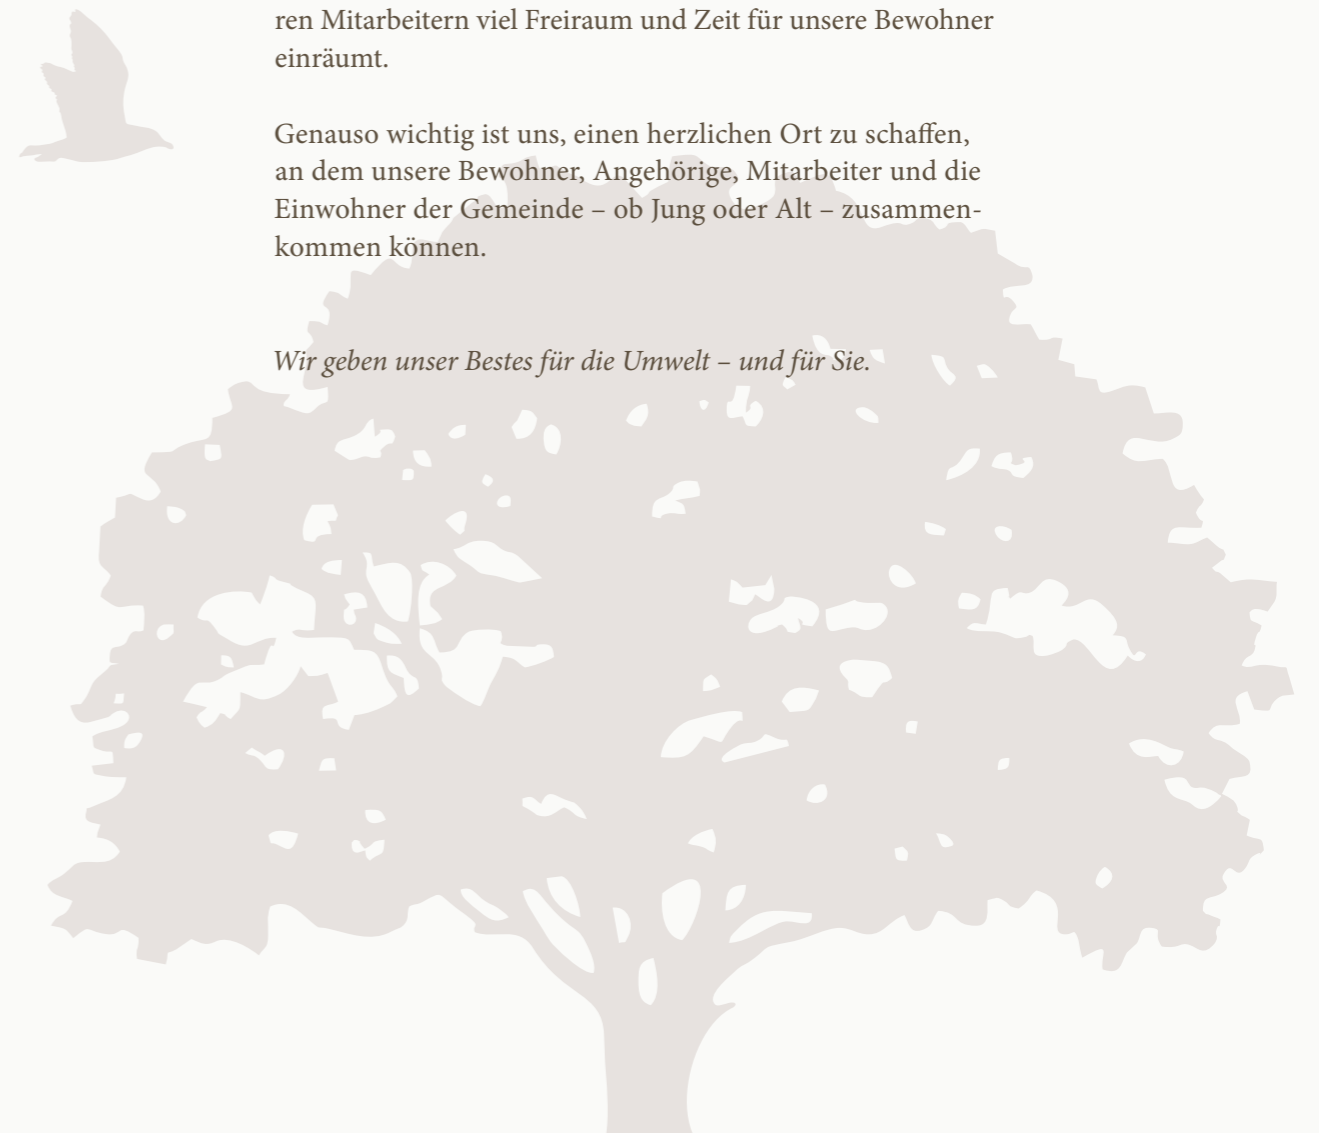 ren Mitarbeitern viel Freiraum und Zeit für unsere Bewohner
einräumt.
Genauso wichtig ist uns, einen herzlichen Ort zu schaffen,
an dem unsere Bewohner, Angehörige, Mitarbeiter und die
Einwohner der Gemeinde – ob Jung oder Alt – zusammen-
kommen können.
Wir geben unser Bestes für die Umwelt – und für Sie.